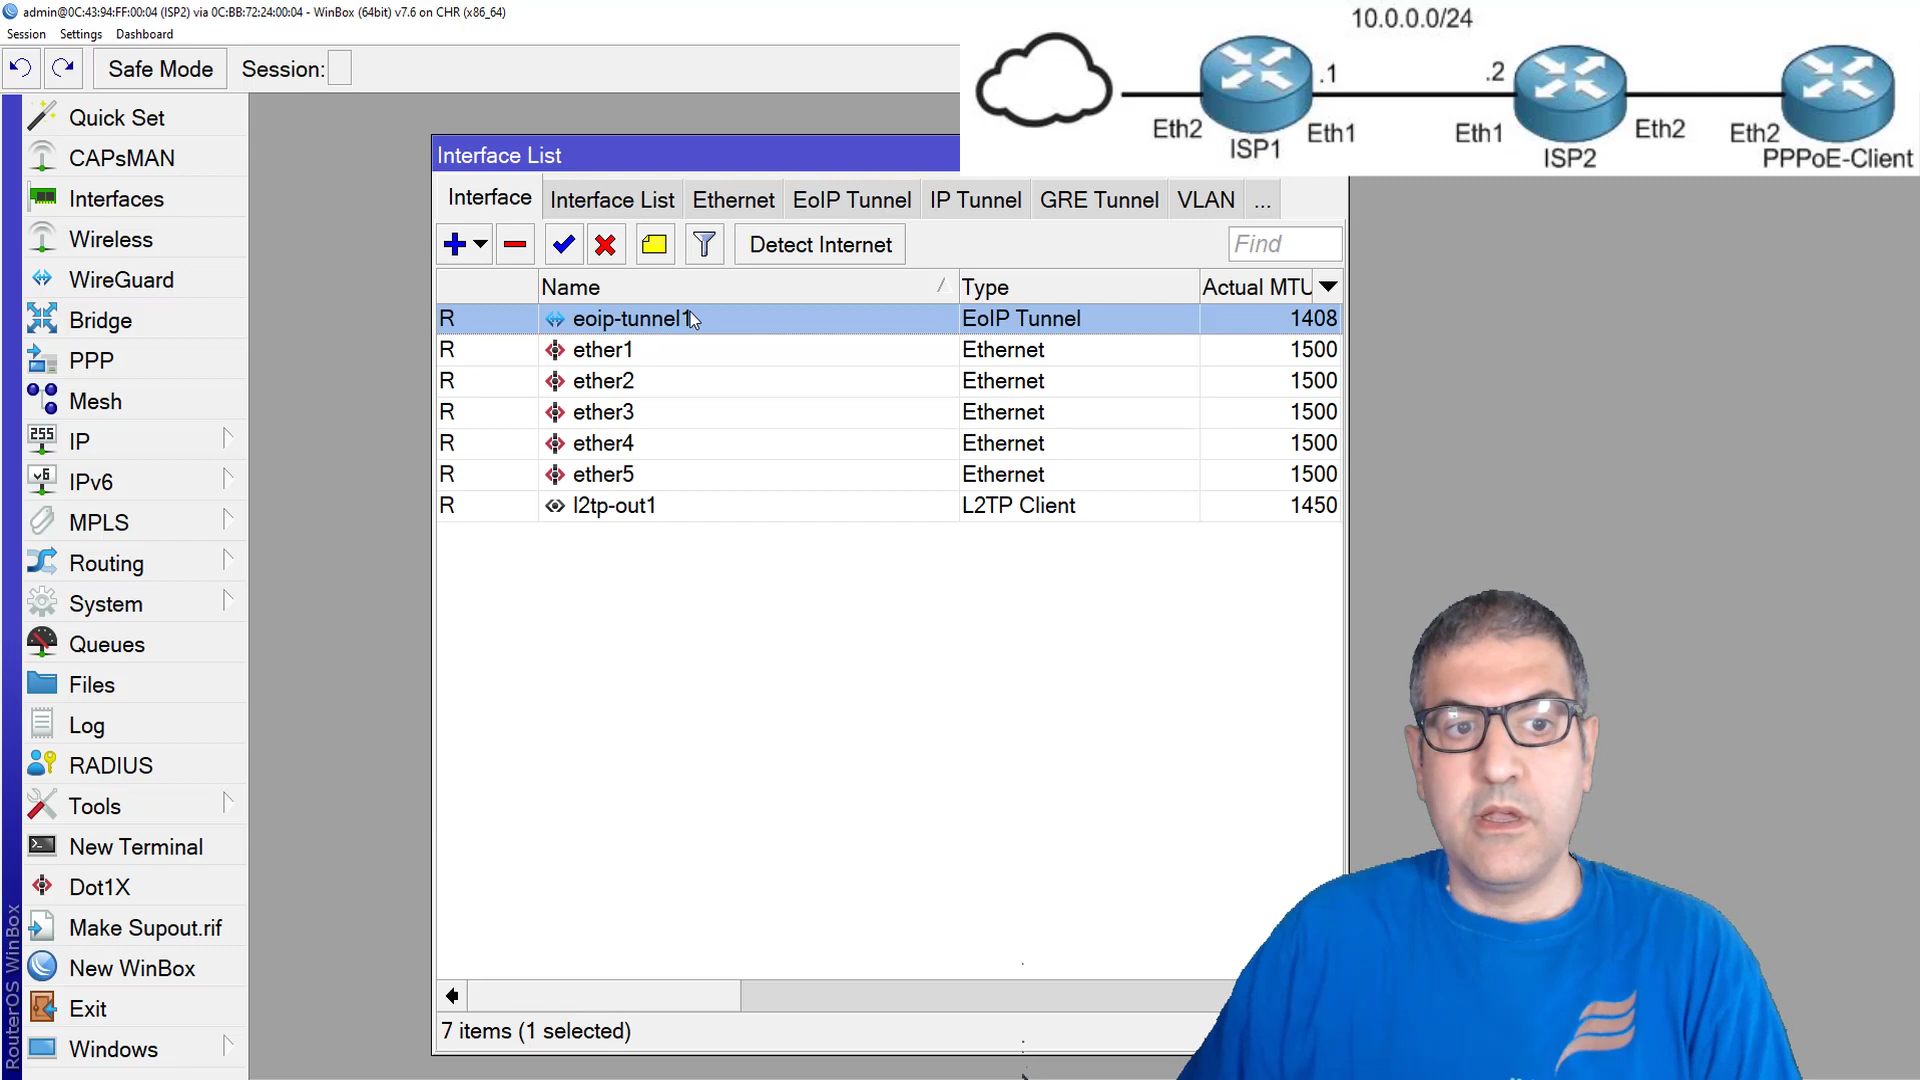 admin@0C:43:94:FF:00:04 (ISP2) via 0C:BB:72:24:00:04 - WinBox (64bit) v7.6 on CHR (x86_64)
Session Settings Dashboard
Safe Mode Session:
10.0.0.0/24
.1 .2
Eth2 Eth1 Eth1 Eth2 Eth2
ISP1 ISP2 PPPoE-Client
Quick Set
CAPsMAN
Interfaces
Wireless
WireGuard
Bridge
PPP
Mesh
255 IP
v6 IPv6
MPLS
Routing
System
Queues
Files
Log
RADIUS
Tools
New Terminal
Dot1X
Make Supout.rif
New WinBox
Exit
Windows
RouterOS WinBox
Interface List
Interface Interface List Ethernet EoIP Tunnel IP Tunnel GRE Tunnel VLAN ...
Detect Internet Find
Name Type Actual MTU
R eoip-tunnel1 EoIP Tunnel 1408
R ether1 Ethernet 1500
R ether2 Ethernet 1500
R ether3 Ethernet 1500
R ether4 Ethernet 1500
R ether5 Ethernet 1500
R l2tp-out1 L2TP Client 1450
7 items (1 selected)